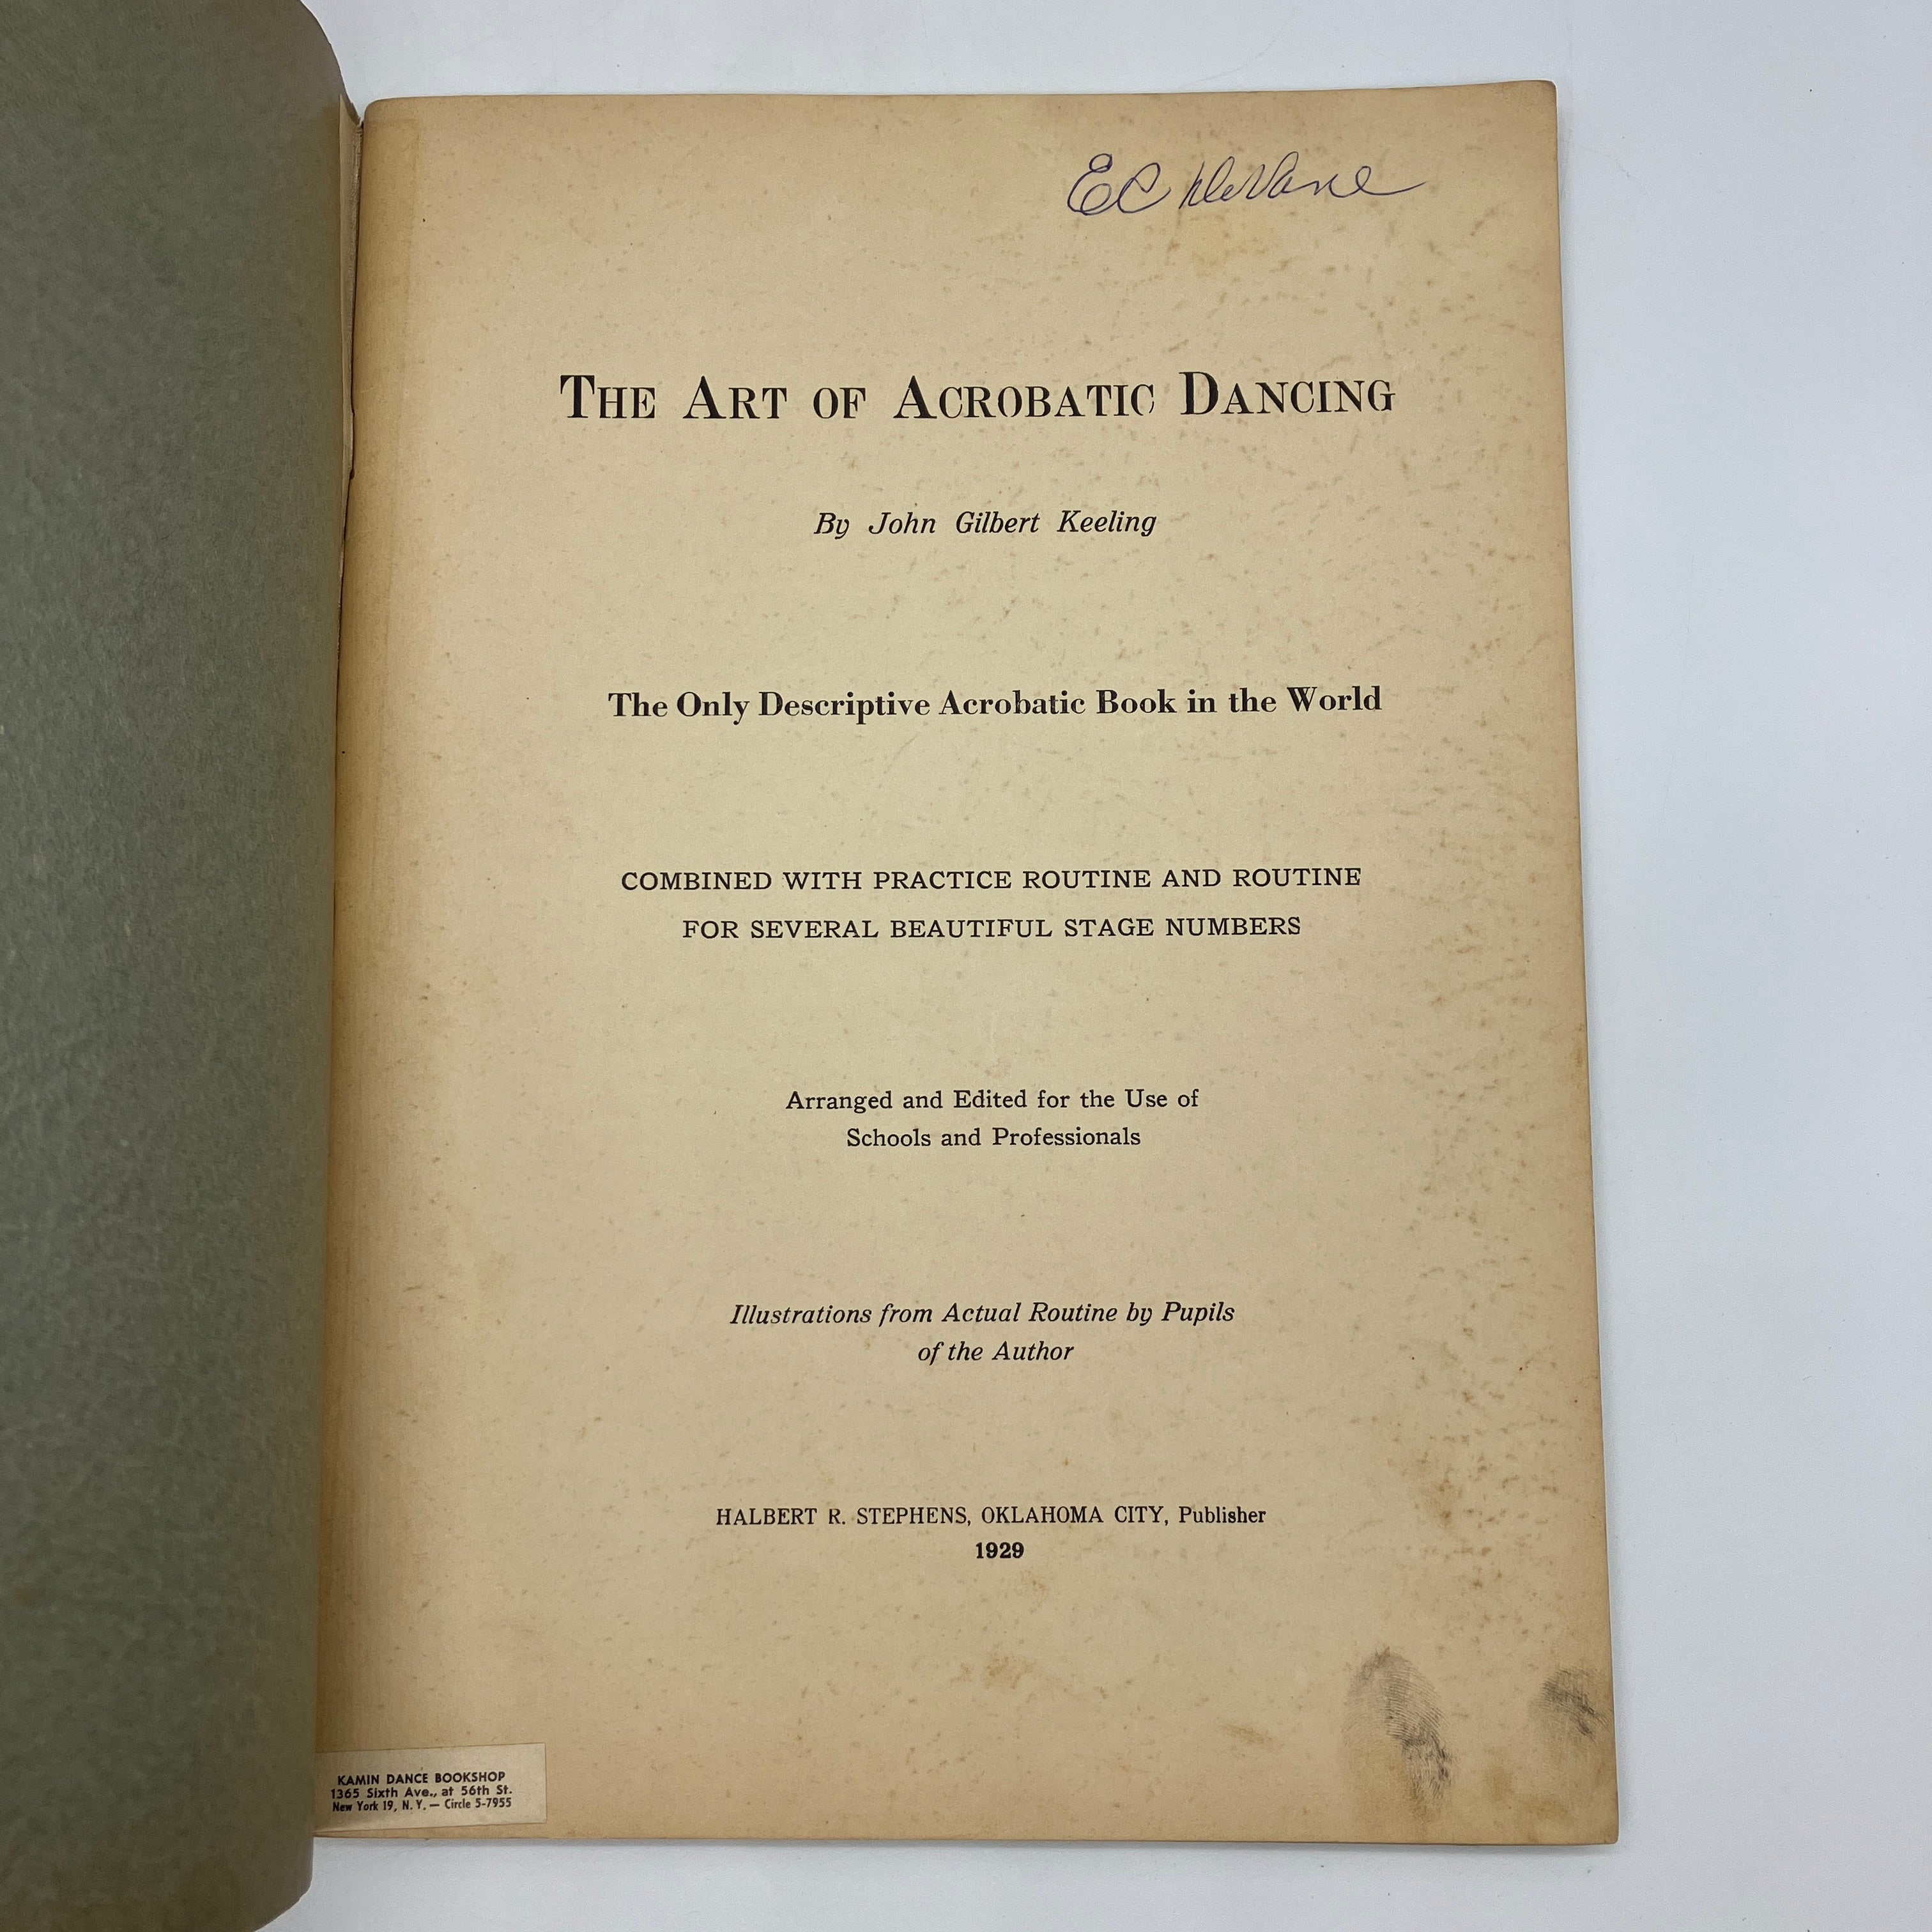 EC DeVane
THE ART OF ACROBATIC DANCING
By John Gilbert Keeling
The Only Descriptive Acrobatic Book in the World
COMBINED WITH PRACTICE ROUTINE AND ROUTINE
FOR SEVERAL BEAUTIFUL STAGE NUMBERS
Arranged and Edited for the Use of
Schools and Professionals
Illustrations from Actual Routine by Pupils
of the Author
HALBERT R. STEPHENS, OKLAHOMA CITY, Publisher
1929
KAMIN DANCE BOOKSHOP
1365 Sixth Ave., at 56th St.
New York 19, N. Y. — Circle 5-7955